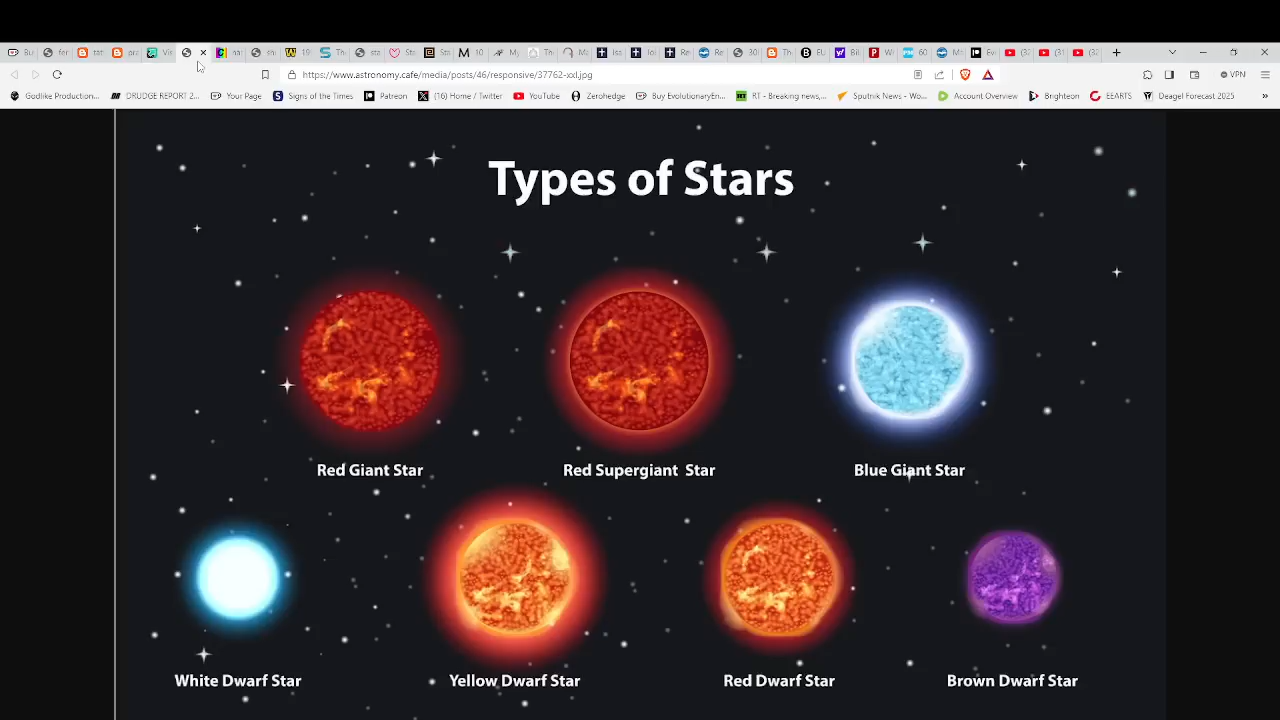 https://www.astronomy.cafe/media/posts/46/responsive/37762-xxl.jpg
VPN
Godlike Production... DRUDGE REPORT 2... Your Page Signs of the Times Patreon (16) Home / Twitter YouTube Zerohedge Buy EvolutionaryEn... RT - Breaking news,... Sputnik News - Wo... Account Overview Brighteon EEARTS Deagel Forecast 2025 »
Types of Stars
Red Giant Star Red Supergiant Star Blue Giant Star
White Dwarf Star Yellow Dwarf Star Red Dwarf Star Brown Dwarf Star